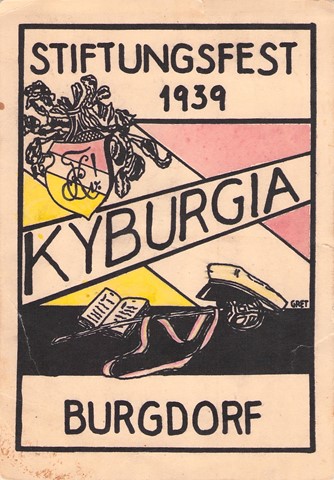 STIFTUNGSFEST
1939
KYBURGIA
GRET
BURGDORF